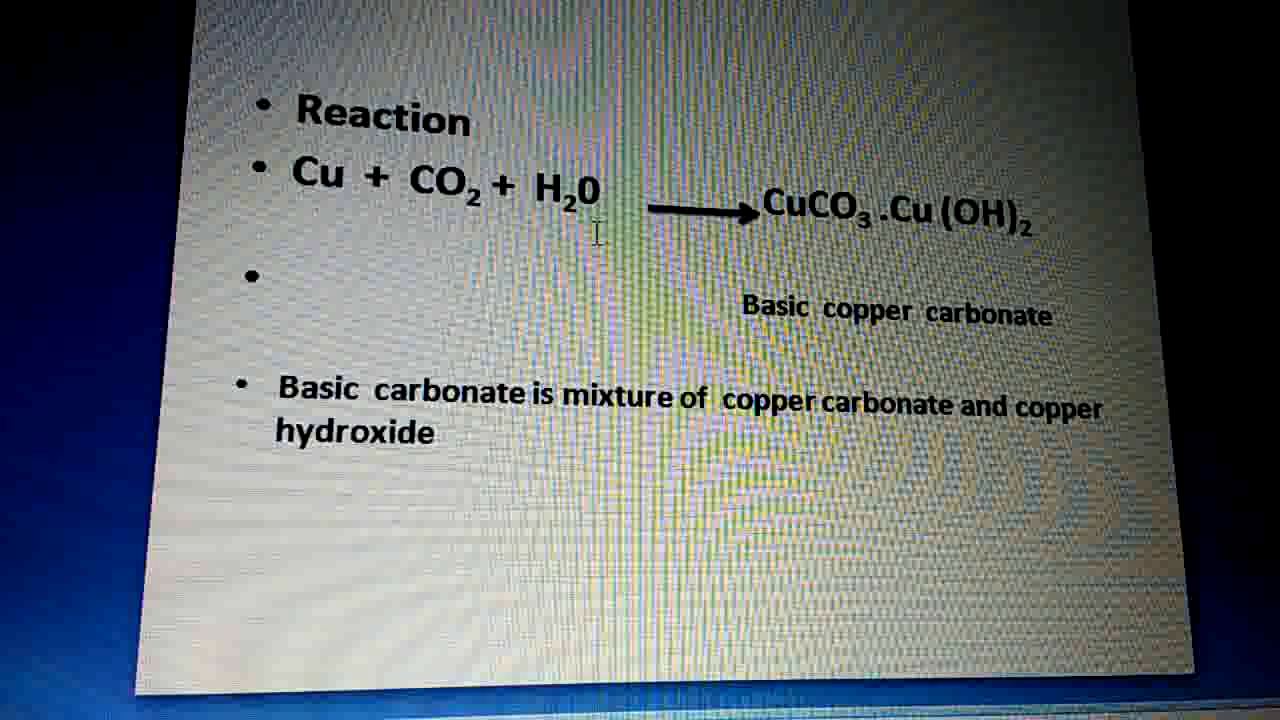 • Reaction
• Cu + CO₂ + H₂0 → CuCO₃ .Cu (OH)₂
•
Basic copper carbonate
• Basic carbonate is mixture of copper carbonate and copper
hydroxide